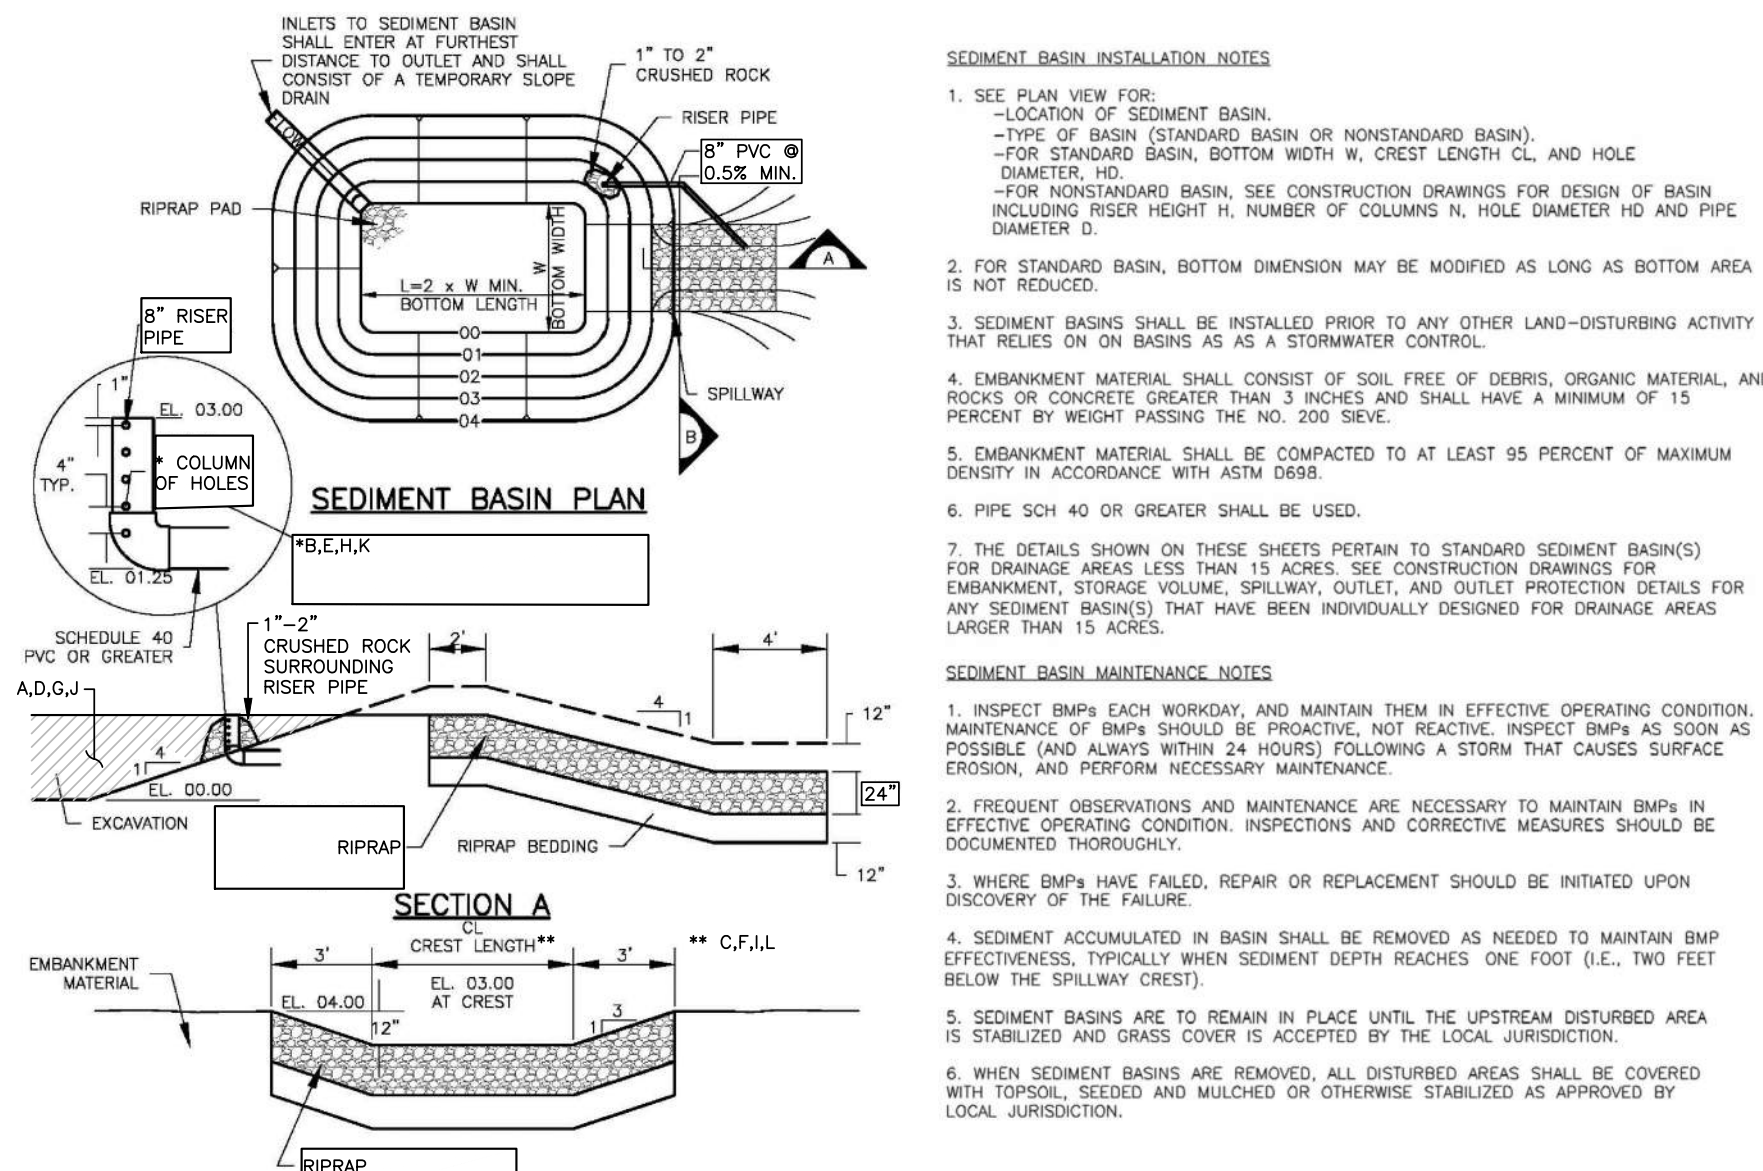 INLETS TO SEDIMENT BASIN
SHALL ENTER AT FURTHEST
DISTANCE TO OUTLET AND SHALL
CONSIST OF A TEMPORARY SLOPE
DRAIN
1" TO 2"
CRUSHED ROCK
RISER PIPE
8" PVC @
0.5% MIN.
FLOW
RIPRAP PAD
L=2 x W MIN.
BOTTOM LENGTH
W
BOTTOM WIDTH
00
01
02
03
04
A
B
SPILLWAY
SEDIMENT BASIN PLAN
8" RISER
PIPE
1"
EL. 03.00
* COLUMN
OF HOLES
4"
TYP.
EL. 01.25
*B,E,H,K
SCHEDULE 40
PVC OR GREATER
1"-2"
CRUSHED ROCK
SURROUNDING
RISER PIPE
A,D,G,J
2'
4'
4
1
12"
4
1
EL. 00.00
24"
EXCAVATION
RIPRAP
RIPRAP BEDDING
12"
SECTION A
CL
CREST LENGTH**
** C,F,I,L
3'
3'
EMBANKMENT
MATERIAL
EL. 04.00
EL. 03.00
AT CREST
12"
3
1
RIPRAP
SEDIMENT BASIN INSTALLATION NOTES
1. SEE PLAN VIEW FOR:
-LOCATION OF SEDIMENT BASIN.
-TYPE OF BASIN (STANDARD BASIN OR NONSTANDARD BASIN).
-FOR STANDARD BASIN, BOTTOM WIDTH W, CREST LENGTH CL, AND HOLE
DIAMETER, HD.
-FOR NONSTANDARD BASIN, SEE CONSTRUCTION DRAWINGS FOR DESIGN OF BASIN
INCLUDING RISER HEIGHT H, NUMBER OF COLUMNS N, HOLE DIAMETER HD AND PIPE
DIAMETER D.
2. FOR STANDARD BASIN, BOTTOM DIMENSION MAY BE MODIFIED AS LONG AS BOTTOM AREA
IS NOT REDUCED.
3. SEDIMENT BASINS SHALL BE INSTALLED PRIOR TO ANY OTHER LAND-DISTURBING ACTIVITY
THAT RELIES ON ON BASINS AS AS A STORMWATER CONTROL.
4. EMBANKMENT MATERIAL SHALL CONSIST OF SOIL FREE OF DEBRIS, ORGANIC MATERIAL, AND
ROCKS OR CONCRETE GREATER THAN 3 INCHES AND SHALL HAVE A MINIMUM OF 15
PERCENT BY WEIGHT PASSING THE NO. 200 SIEVE.
5. EMBANKMENT MATERIAL SHALL BE COMPACTED TO AT LEAST 95 PERCENT OF MAXIMUM
DENSITY IN ACCORDANCE WITH ASTM D698.
6. PIPE SCH 40 OR GREATER SHALL BE USED.
7. THE DETAILS SHOWN ON THESE SHEETS PERTAIN TO STANDARD SEDIMENT BASIN(S)
FOR DRAINAGE AREAS LESS THAN 15 ACRES. SEE CONSTRUCTION DRAWINGS FOR
EMBANKMENT, STORAGE VOLUME, SPILLWAY, OUTLET, AND OUTLET PROTECTION DETAILS FOR
ANY SEDIMENT BASIN(S) THAT HAVE BEEN INDIVIDUALLY DESIGNED FOR DRAINAGE AREAS
LARGER THAN 15 ACRES.
SEDIMENT BASIN MAINTENANCE NOTES
1. INSPECT BMPs EACH WORKDAY, AND MAINTAIN THEM IN EFFECTIVE OPERATING CONDITION.
MAINTENANCE OF BMPs SHOULD BE PROACTIVE, NOT REACTIVE. INSPECT BMPs AS SOON AS
POSSIBLE (AND ALWAYS WITHIN 24 HOURS) FOLLOWING A STORM THAT CAUSES SURFACE
EROSION, AND PERFORM NECESSARY MAINTENANCE.
2. FREQUENT OBSERVATIONS AND MAINTENANCE ARE NECESSARY TO MAINTAIN BMPs IN
EFFECTIVE OPERATING CONDITION. INSPECTIONS AND CORRECTIVE MEASURES SHOULD BE
DOCUMENTED THOROUGHLY.
3. WHERE BMPs HAVE FAILED, REPAIR OR REPLACEMENT SHOULD BE INITIATED UPON
DISCOVERY OF THE FAILURE.
4. SEDIMENT ACCUMULATED IN BASIN SHALL BE REMOVED AS NEEDED TO MAINTAIN BMP
EFFECTIVENESS, TYPICALLY WHEN SEDIMENT DEPTH REACHES ONE FOOT (I.E., TWO FEET
BELOW THE SPILLWAY CREST).
5. SEDIMENT BASINS ARE TO REMAIN IN PLACE UNTIL THE UPSTREAM DISTURBED AREA
IS STABILIZED AND GRASS COVER IS ACCEPTED BY THE LOCAL JURISDICTION.
6. WHEN SEDIMENT BASINS ARE REMOVED, ALL DISTURBED AREAS SHALL BE COVERED
WITH TOPSOIL, SEEDED AND MULCHED OR OTHERWISE STABILIZED AS APPROVED BY
LOCAL JURISDICTION.